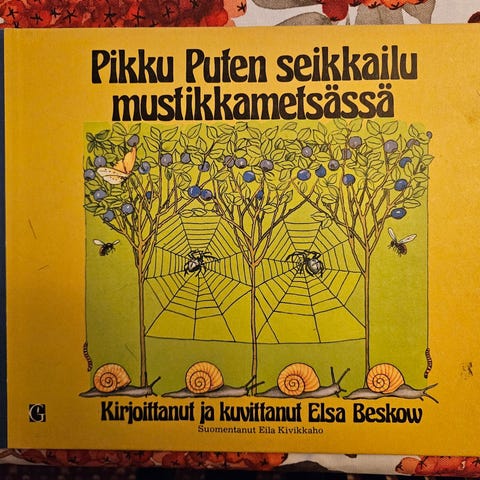 Pikku Puten seikkailu
mustikkametsässä
Kirjoittanut ja kuvittanut Elsa Beskow
Suomentanut Eila Kivikkaho
G